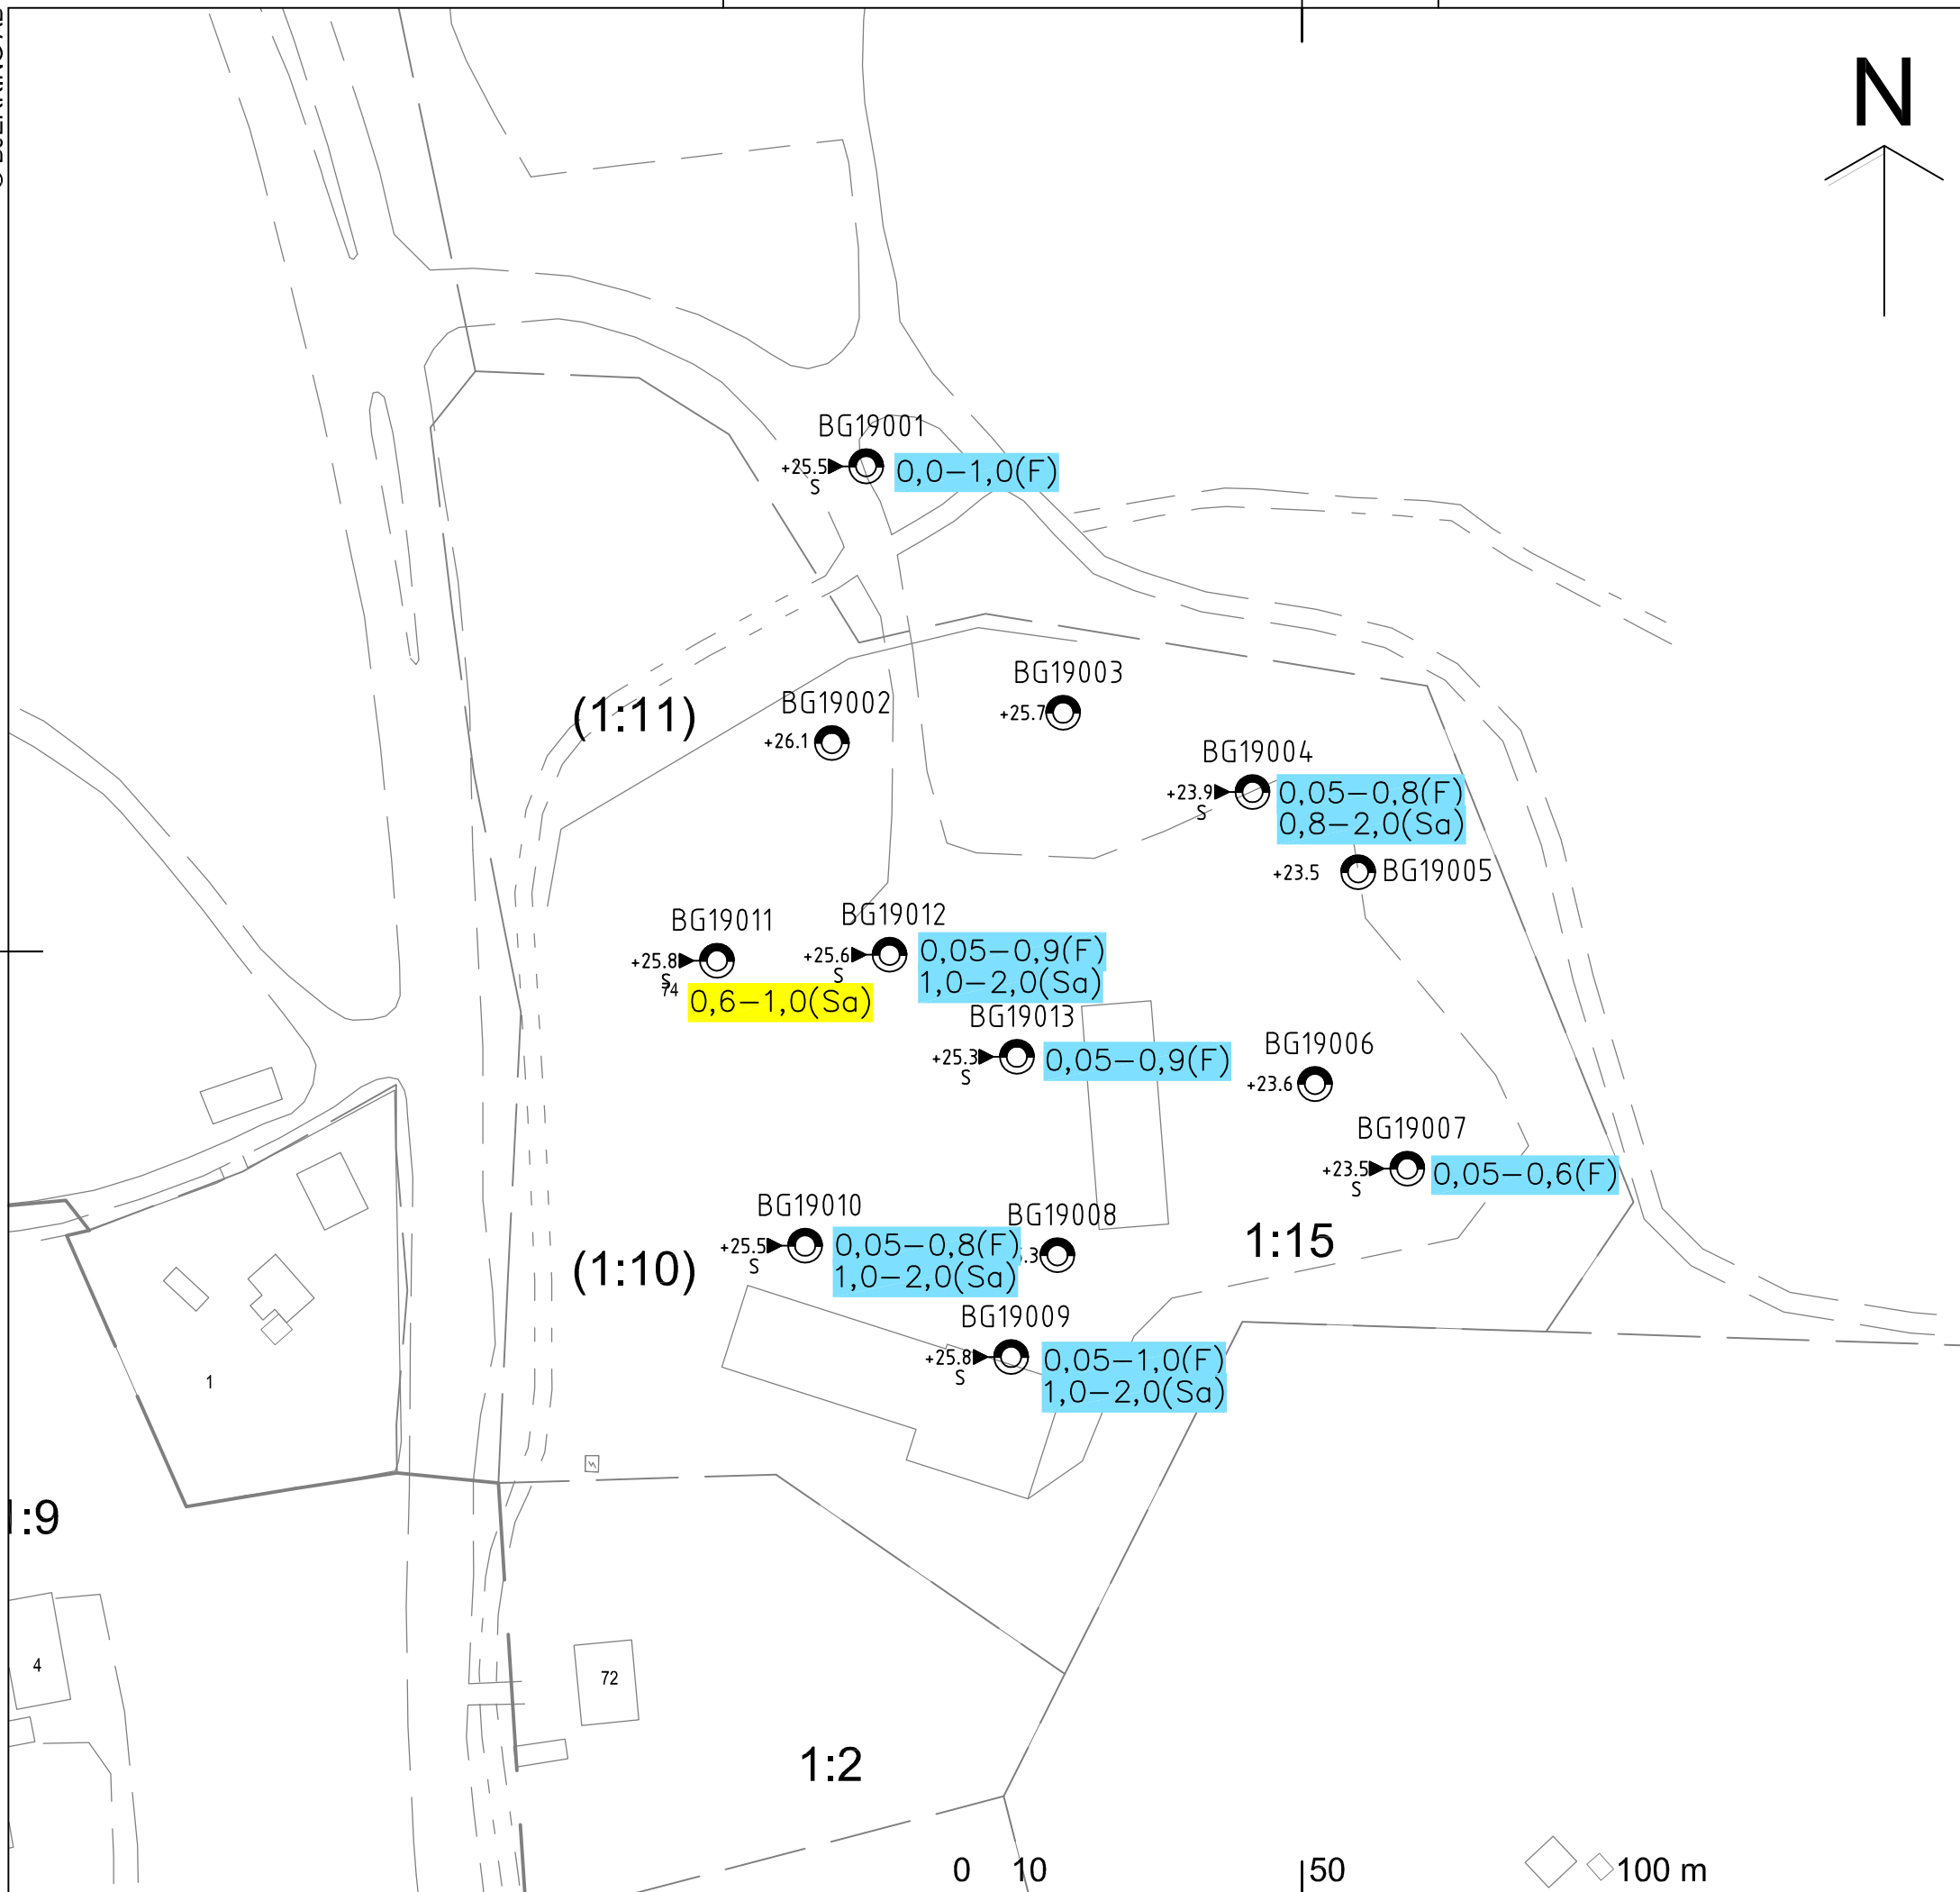 N
BG19001
+25.5
S
0,0-1,0(F)
BG19003
+25.7
(1:11)
BG19002
+26.1
BG19004
+23.9
S
0,05-0,8(F)
0,8-2,0(Sa)
+23.5
BG19005
BG19011
+25.8
S
74
0,6-1,0(Sa)
BG19012
+25.6
S
0,05-0,9(F)
1,0-2,0(Sa)
BG19013
+25.3
S
0,05-0,9(F)
BG19006
+23.6
BG19007
+23.5
S
0,05-0,6(F)
BG19010
+25.5
S
0,05-0,8(F)
1,0-2,0(Sa)
BG19008
.3
1:15
(1:10)
BG19009
+25.8
S
0,05-1,0(F)
1,0-2,0(Sa)
1
:9
4
72
1:2
0 10 50 100 m